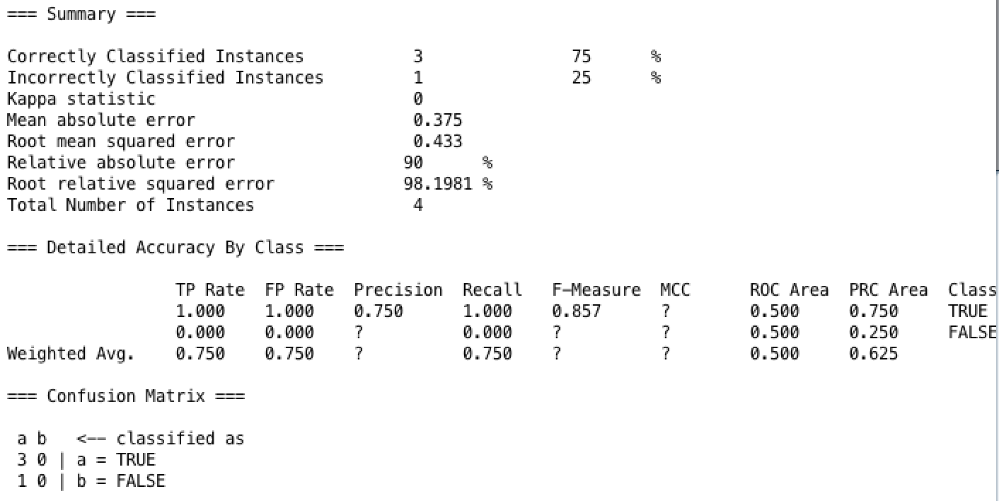 === Summary ===
Correctly Classified Instances 3 75 %
Incorrectly Classified Instances 1 25 %
Kappa statistic 0
Mean absolute error 0.375
Root mean squared error 0.433
Relative absolute error 90 %
Root relative squared error 98.1981 %
Total Number of Instances 4
=== Detailed Accuracy By Class ===
TP Rate FP Rate Precision Recall F-Measure MCC ROC Area PRC Area Class
1.000 1.000 0.750 1.000 0.857 ? 0.500 0.750 TRUE
0.000 0.000 ? 0.000 ? ? 0.500 0.250 FALSE
Weighted Avg. 0.750 0.750 ? 0.750 ? ? 0.500 0.625
=== Confusion Matrix ===
a b <-- classified as
3 0 | a = TRUE
1 0 | b = FALSE